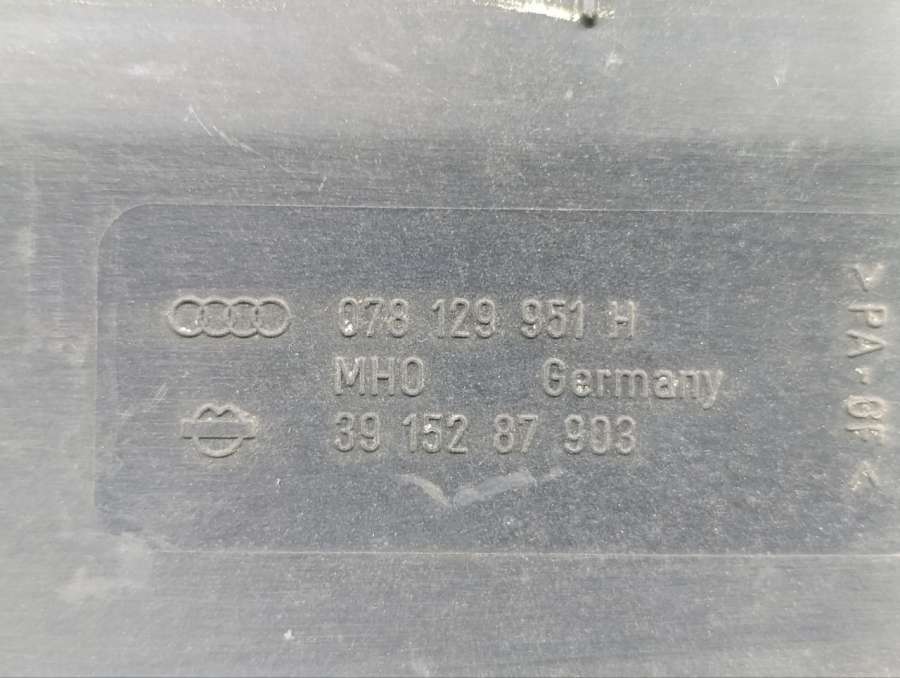 078 129 951 H
MHO Germany
39 152 87 903
>PA-GF<